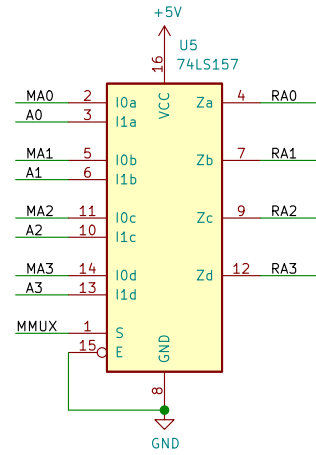 +5V
U5
74LS157
16
VCC
MA0 2 I0a Za 4 RA0
A0 3 I1a
MA1 5 I0b Zb 7 RA1
A1 6 I1b
MA2 11 I0c Zc 9 RA2
A2 10 I1c
MA3 14 I0d Zd 12 RA3
A3 13 I1d
MMUX 1 S
15 E
GND
8
GND